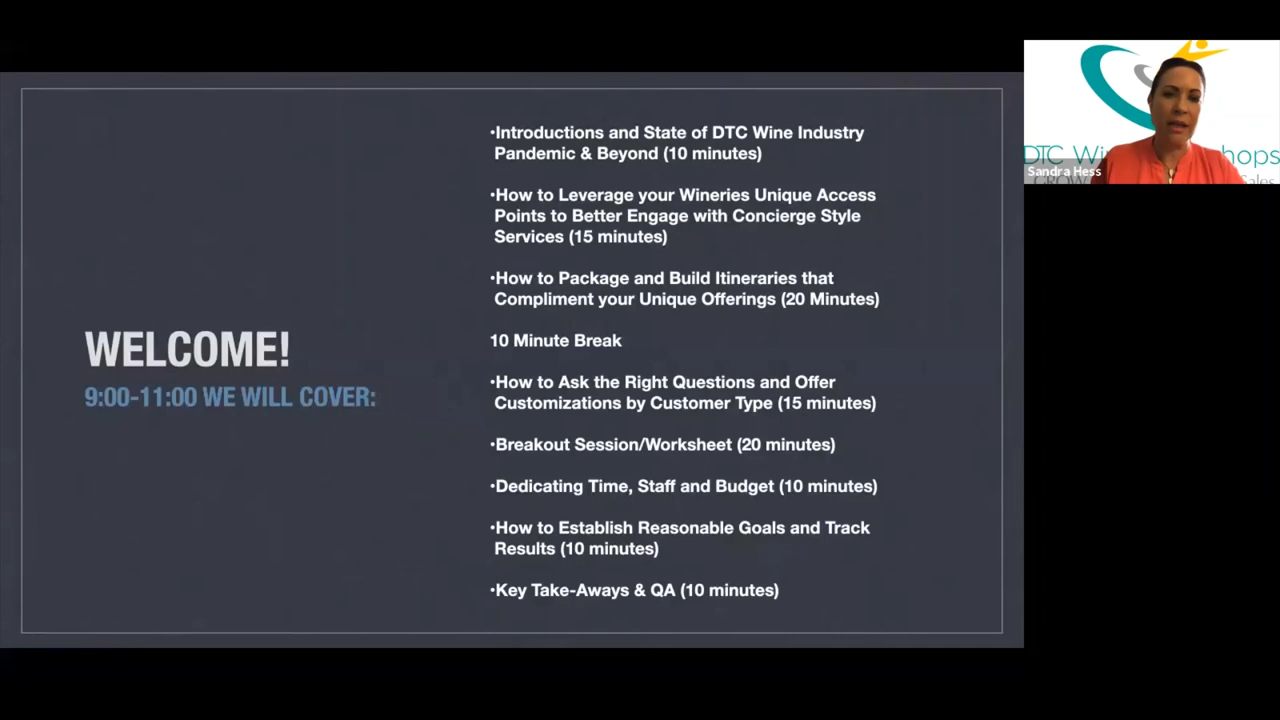 WELCOME!
9:00-11:00 WE WILL COVER:
•Introductions and State of DTC Wine Industry
Pandemic & Beyond (10 minutes)
•How to Leverage your Wineries Unique Access
Points to Better Engage with Concierge Style
Services (15 minutes)
•How to Package and Build Itineraries that
Compliment your Unique Offerings (20 Minutes)
10 Minute Break
•How to Ask the Right Questions and Offer
Customizations by Customer Type (15 minutes)
•Breakout Session/Worksheet (20 minutes)
•Dedicating Time, Staff and Budget (10 minutes)
•How to Establish Reasonable Goals and Track
Results (10 minutes)
•Key Take-Aways & QA (10 minutes)
DTC Wi hops
Sandra Hess
GROW Sales